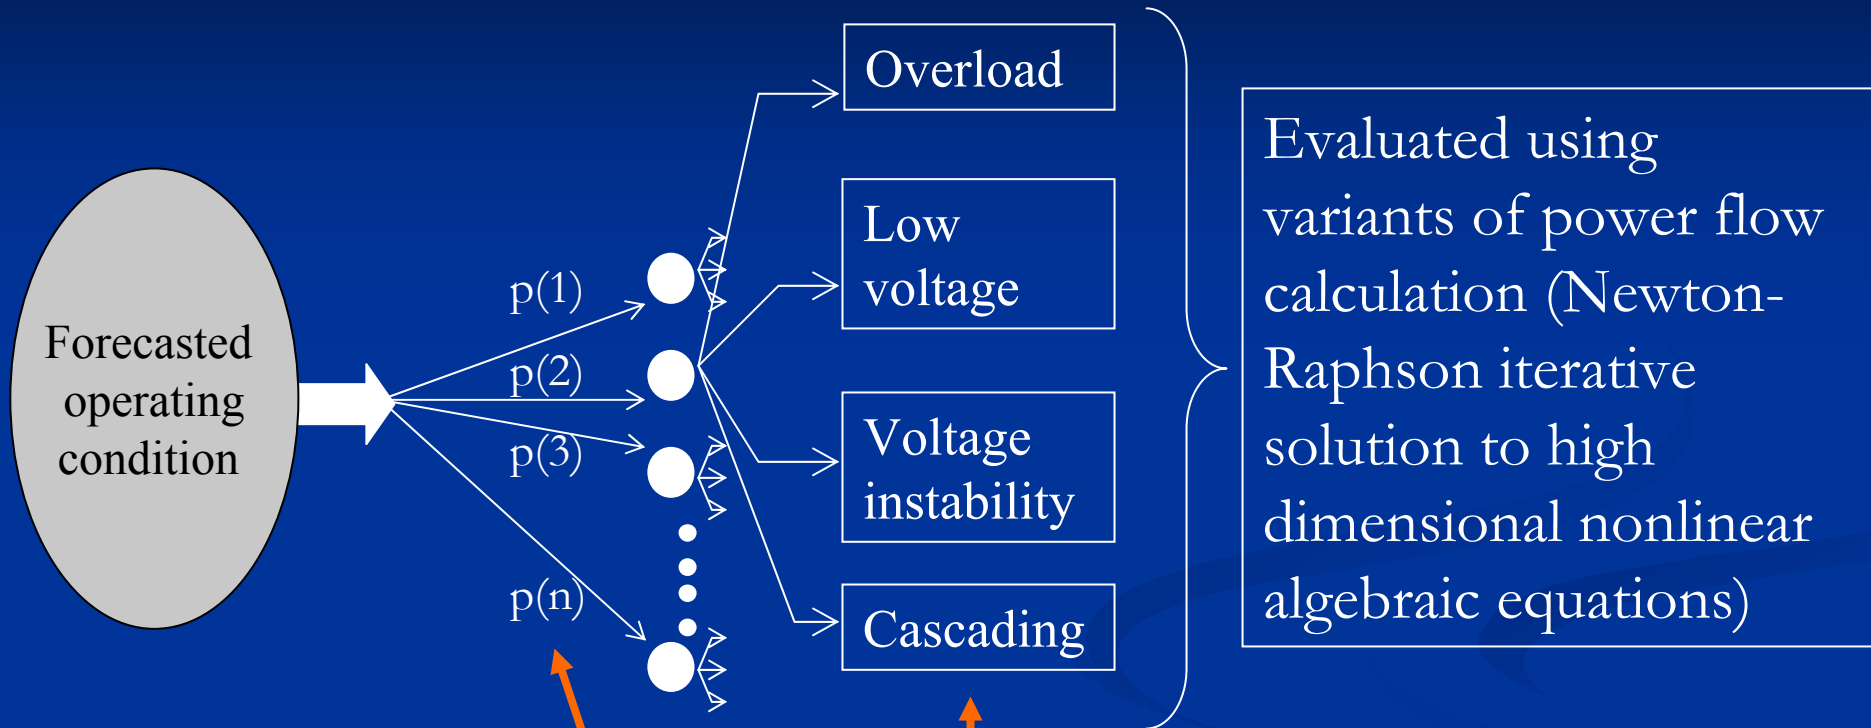 Forecasted
operating
condition
p(1)
p(2)
p(3)
p(n)
Overload
Low
voltage
Voltage
instability
Cascading
Evaluated using
variants of power flow
calculation (Newton-
Raphson iterative
solution to high
dimensional nonlinear
algebraic equations)